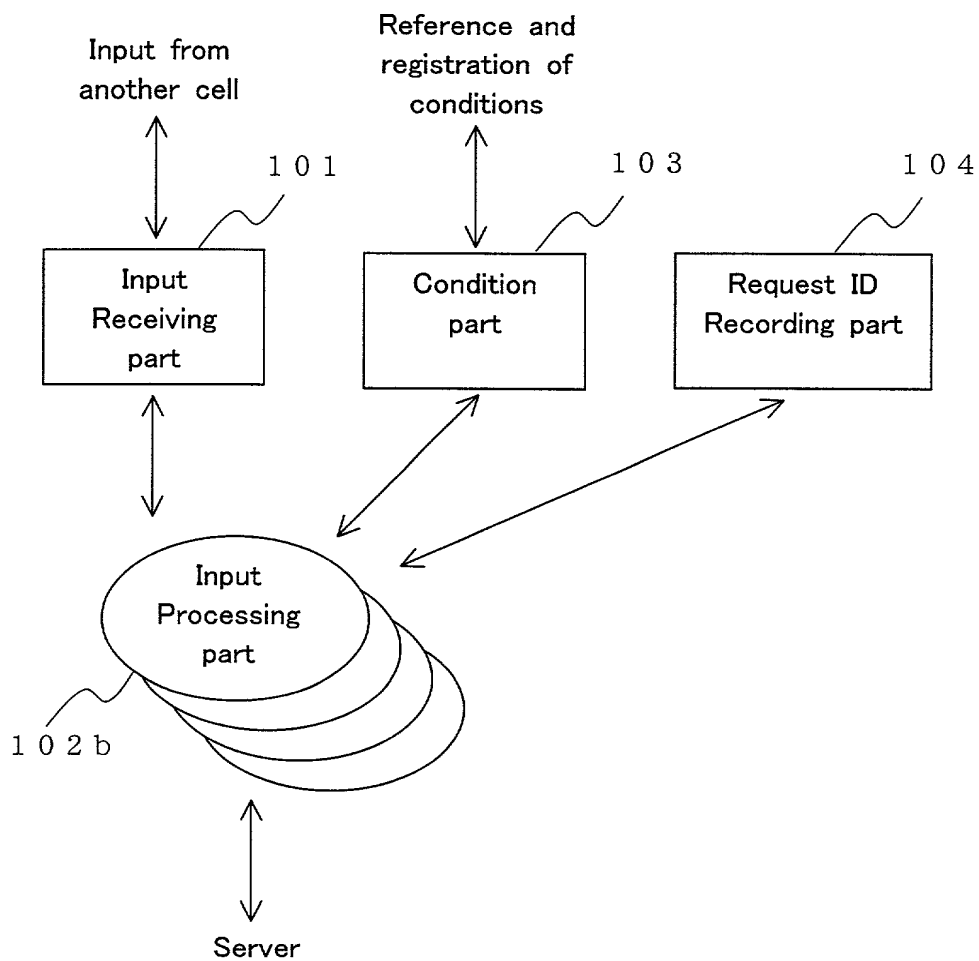 Input from
another cell
Reference and
registration of
conditions
101
103
104
Input
Receiving
part
Condition
part
Request ID
Recording part
Input
Processing
part
102b
Server